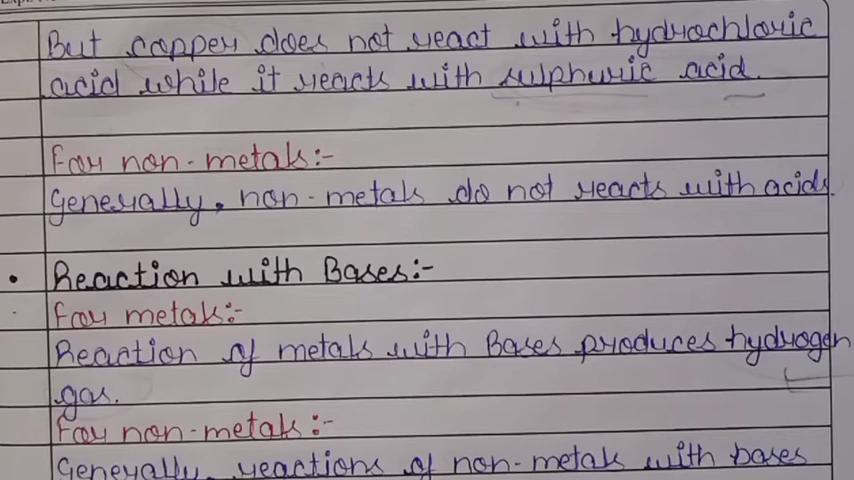 But copper does not react with hydrochloric
acid while it reacts with sulphuric acid.
For non-metals:-
Generally, non-metals do not reacts with acids
• Reaction with Bases:-
For metals:-
Reaction of metals with Bases produces hydrogen
gas.
For non-metals:-
Generally, reactions of non-metals with bases